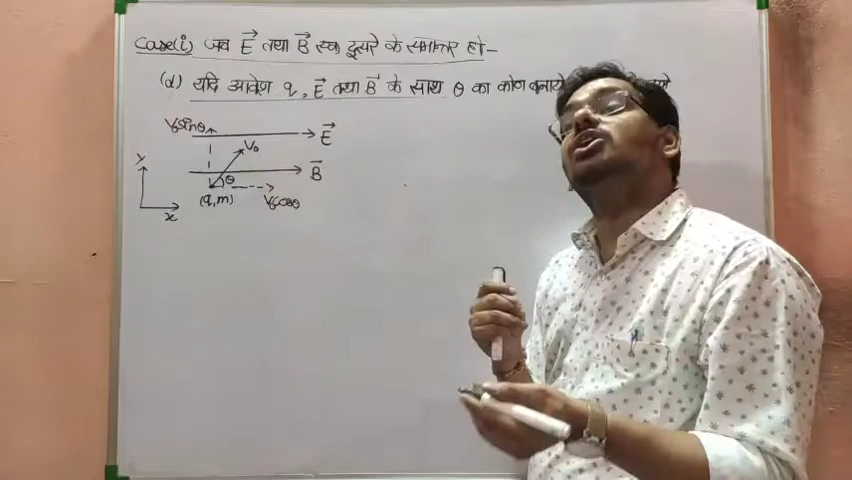 Case(i) जब E तथा B एक दूसरे के समान्तर हो-
(d) यदि आवेश q, E तथा B के साथ θ का कोण बनाये
V₀sinθ
E
V₀
y
θ
B
(q,m)
V₀cosθ
x